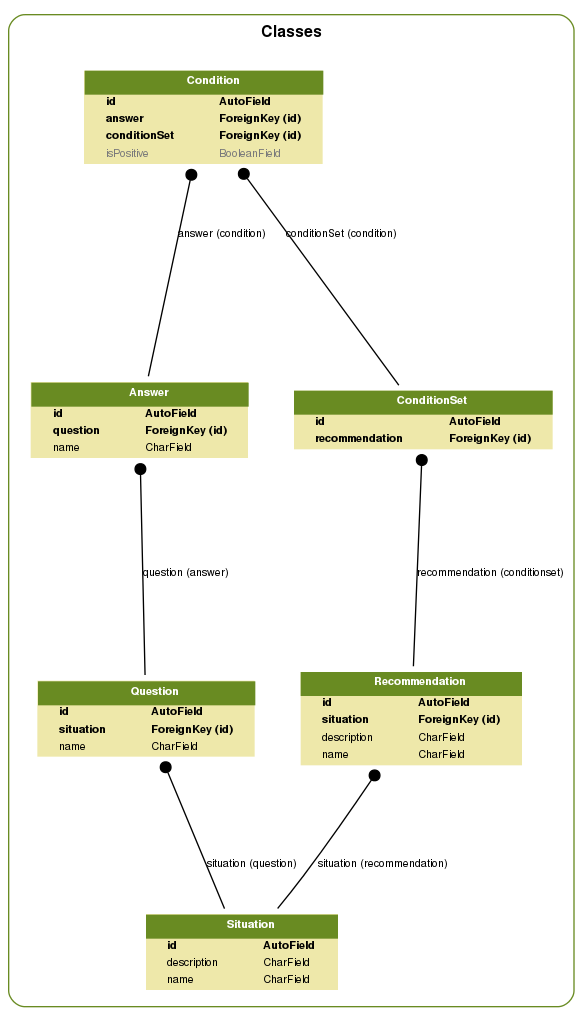 Classes
Condition
id AutoField
answer ForeignKey (id)
conditionSet ForeignKey (id)
isPositive BooleanField
answer (condition) conditionSet (condition)
Answer
id AutoField
question ForeignKey (id)
name CharField
ConditionSet
id AutoField
recommendation ForeignKey (id)
question (answer) recommendation (conditionset)
Question
id AutoField
situation ForeignKey (id)
name CharField
Recommendation
id AutoField
situation ForeignKey (id)
description CharField
name CharField
situation (question) situation (recommendation)
Situation
id AutoField
description CharField
name CharField